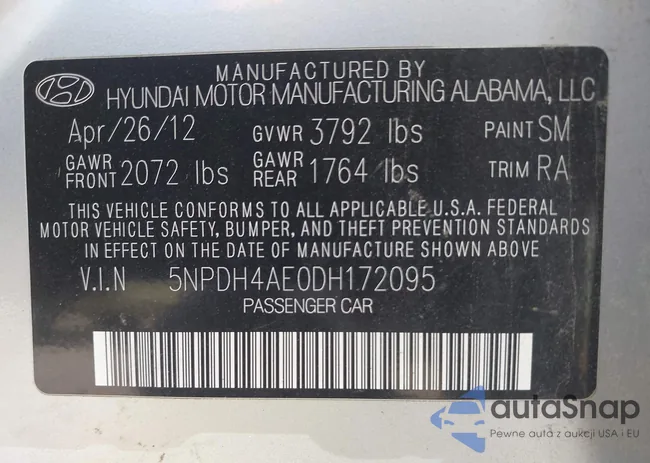 MANUFACTURED BY
HYUNDAI MOTOR MANUFACTURING ALABAMA, LLC
Apr/26/12 GVWR 3792 lbs PAINT SM
GAWR FRONT 2072 lbs GAWR REAR 1764 lbs TRIM RA
THIS VEHICLE CONFORMS TO ALL APPLICABLE U.S.A. FEDERAL
MOTOR VEHICLE SAFETY, BUMPER, AND THEFT PREVENTION STANDARDS
IN EFFECT ON THE DATE OF MANUFACTURE SHOWN ABOVE
V.I.N 5NPDH4AE0DH172095
PASSENGER CAR
autaSnap
Pewne auta z aukcji USA i EU